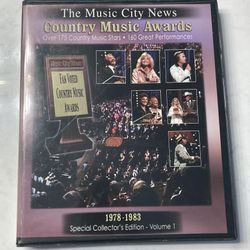 The Music City News
Country Music Awards
Over 175 Country Music Stars • 160 Great Performances
Music City News
FAN VOTED
COUNTRY MUSIC
AWARDS
1978-1983
Special Collector's Edition - Volume 1